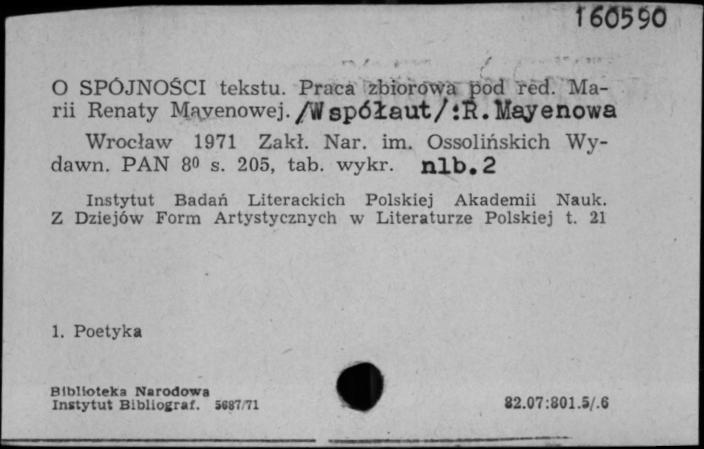 160590
O SPÓJNOŚCI tekstu. Praca zbiorowa pod red. Ma-
rii Renaty Mayenowej. /Współaut/:R.Mayenowa
Wrocław 1971 Zakł. Nar. im. Ossolińskich Wy-
dawn. PAN 8⁰ s. 205, tab. wykr. nlb.2
Instytut Badań Literackich Polskiej Akademii Nauk.
Z Dziejów Form Artystycznych w Literaturze Polskiej t. 21
1. Poetyka
Biblioteka Narodowa
Instytut Bibliograf. 5687/71 82.07:801.5/.6